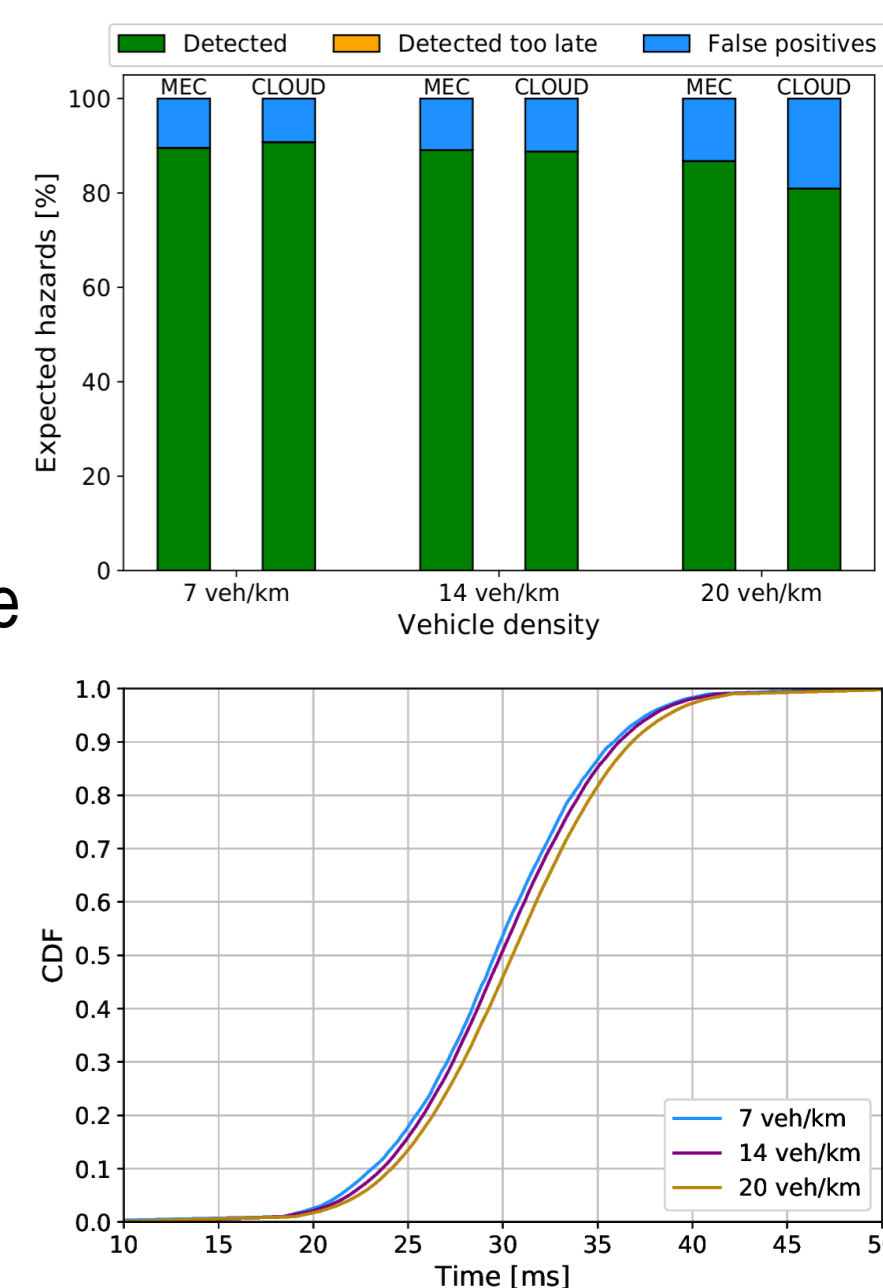 Detected Detected too late False positives
MEC CLOUD MEC CLOUD MEC CLOUD
100
80
60
40
20
0
Expected hazards [%]
7 veh/km 14 veh/km 20 veh/km
Vehicle density
e
1.0
0.9
0.8
0.7
0.6
0.5
0.4
0.3
0.2
0.1
0.0
CDF
7 veh/km
14 veh/km
20 veh/km
10 15 20 25 30 35 40 45
Time [ms]